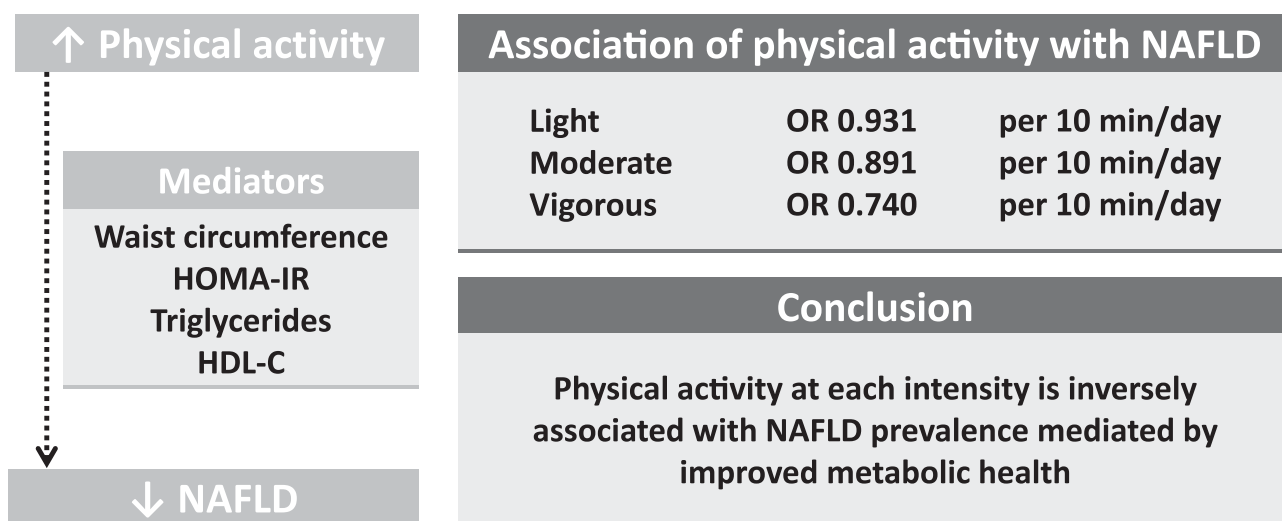 ↑ Physical activity
Mediators
Waist circumference
HOMA-IR
Triglycerides
HDL-C
↓ NAFLD
Association of physical activity with NAFLD
Light OR 0.931 per 10 min/day
Moderate OR 0.891 per 10 min/day
Vigorous OR 0.740 per 10 min/day
Conclusion
Physical activity at each intensity is inversely
associated with NAFLD prevalence mediated by
improved metabolic health